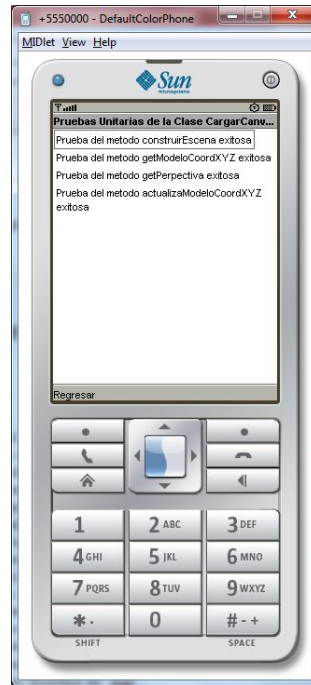 +5550000 - DefaultColorPhone
MIDlet View Help
Sun
microsystems
Pruebas Unitarias de la Clase CargarCanv...
Prueba del metodo construirEscena exitosa
Prueba del metodo getModeloCoordXYZ exitosa
Prueba del metodo getPerpectiva exitosa
Prueba del metodo actualizaModeloCoordXYZ
exitosa
Regresar
1 2 ABC 3 DEF
4 GHI 5 JKL 6 MNO
7 PQRS 8 TUV 9 WXYZ
* . 0 # - +
SHIFT SPACE